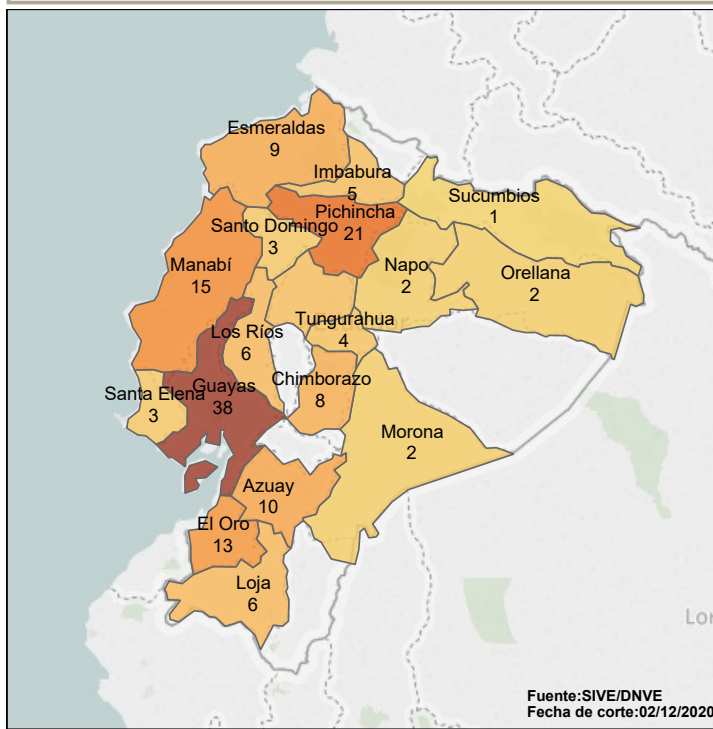 Esmeraldas
9
Imbabura
5
Sucumbios
1
Pichincha
21
Santo Domingo
3
Manabí
15
Napo
2
Orellana
2
Tungurahua
4
Los Ríos
6
Chimborazo
8
Guayas
38
Santa Elena
3
Morona
2
Azuay
10
El Oro
13
Loja
6
Lor
Fuente:SIVE/DNVE
Fecha de corte:02/12/2020